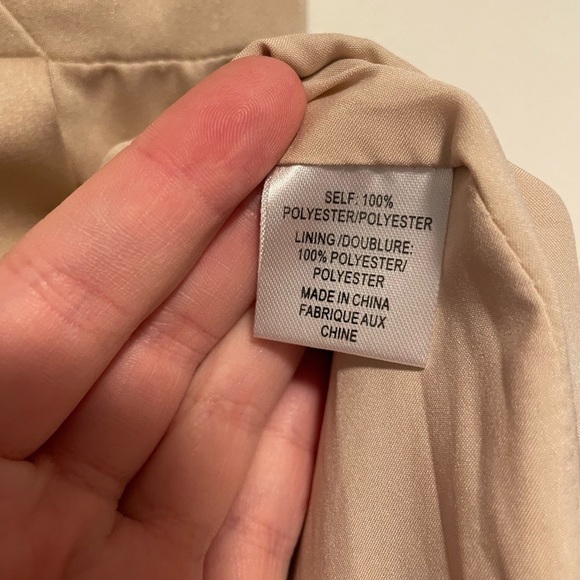 SELF: 100%
POLYESTER/POLYESTER
LINING /DOUBLURE:
100% POLYESTER/
POLYESTER
MADE IN CHINA
FABRIQUE AUX
CHINE